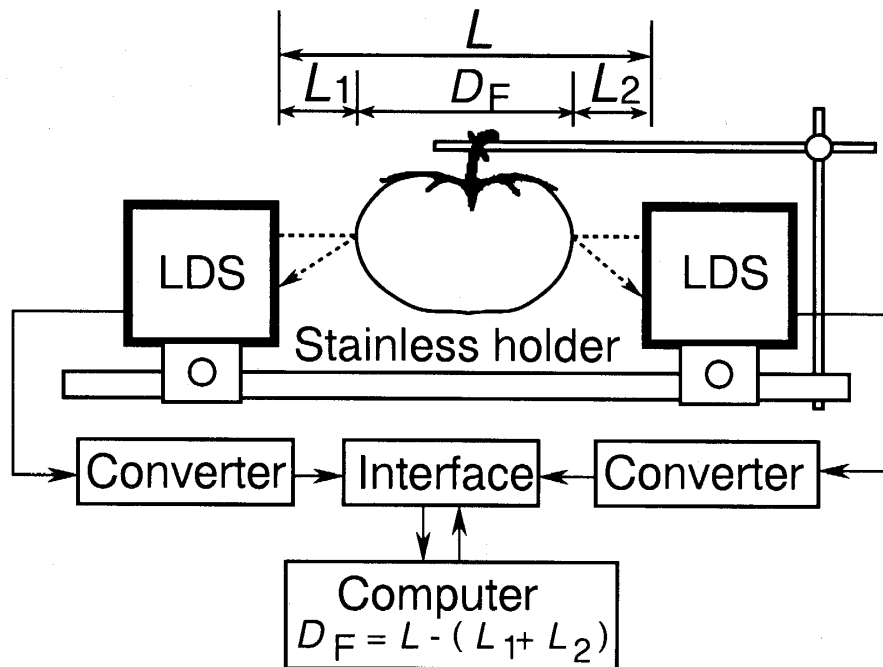 L
L1 DF L2
LDS LDS
Stainless holder
Converter Interface Converter
Computer
DF = L - ( L1+ L2)